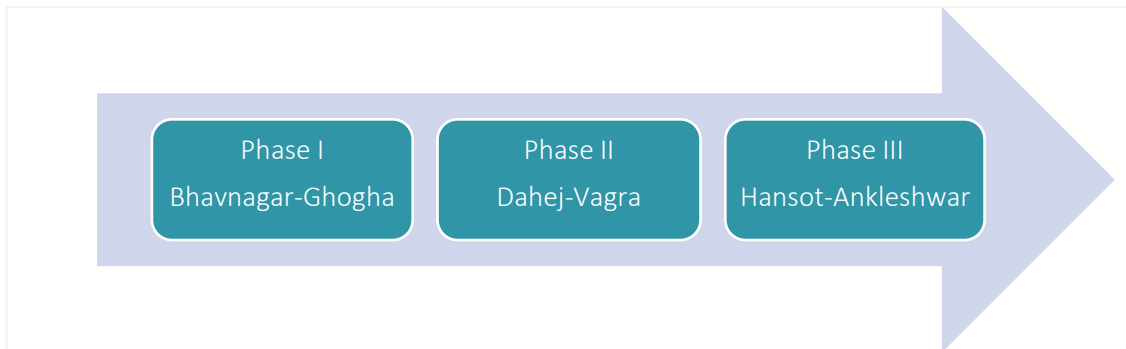 Phase I
Bhavnagar-Ghogha
Phase II
Dahej-Vagra
Phase III
Hansot-Ankleshwar